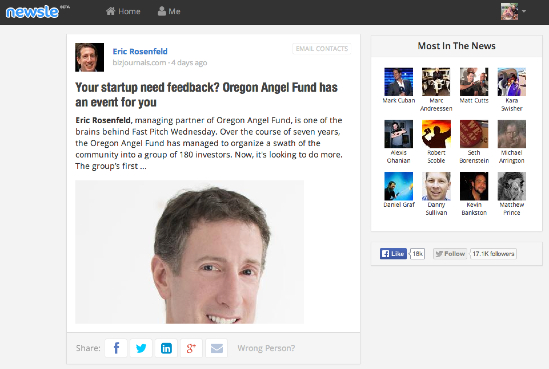 newsle BETA
Home
Me
Eric Rosenfeld
bizjournals.com · 4 days ago
EMAIL CONTACTS
Your startup need feedback? Oregon Angel Fund has
an event for you
Eric Rosenfeld, managing partner of Oregon Angel Fund, is one of the
brains behind Fast Pitch Wednesday. Over the course of seven years,
the Oregon Angel Fund has managed to organize a swath of the
community into a group of 180 investors. Now, it's looking to do more.
The group's first ...
Share:
f
in
g+
Wrong Person?
Most In The News
Mark Cuban
Marc
Andreessen
Matt Cutts
Kara
Swisher
Alexis
Ohanian
Robert
Scoble
Seth
Borenstein
Michael
Arrington
Daniel Graf
Danny
Sullivan
Kevin
Bankston
Matthew
Prince
f Like
18k
Follow
17.1K followers